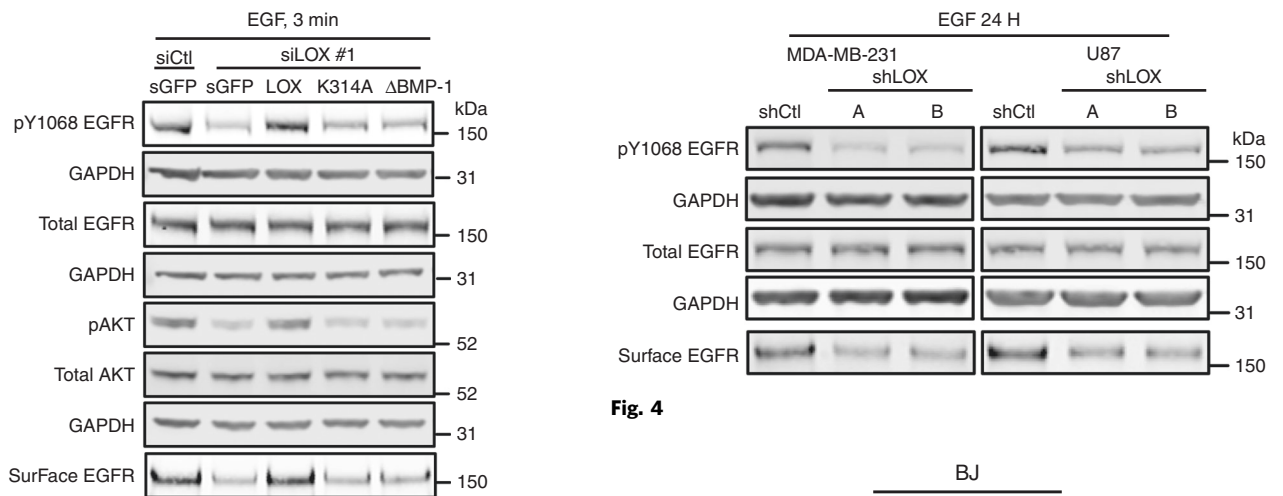 EGF, 3 min
siCtl siLOX #1
sGFP sGFP LOX K314A ΔBMP-1
kDa
pY1068 EGFR 150
GAPDH 31
Total EGFR 150
GAPDH 31
pAKT 52
Total AKT 52
GAPDH 31
SurFace EGFR 150
EGF 24 H
MDA-MB-231 U87
shLOX shLOX
shCtl A B shCtl A B
kDa
pY1068 EGFR 150
GAPDH 31
Total EGFR 150
GAPDH 31
Surface EGFR 150
Fig. 4
BJ